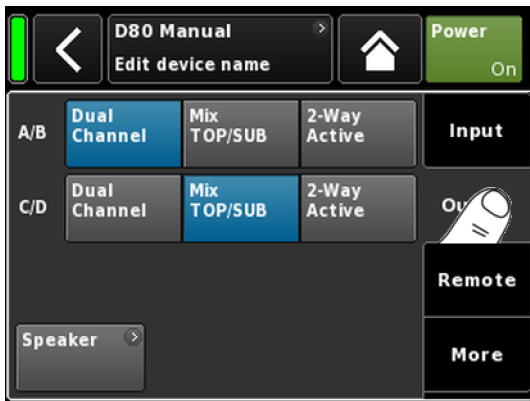 D80 Manual
Edit device name
Power
On
A/B
Dual
Channel
Mix
TOP/SUB
2-Way
Active
Input
C/D
Dual
Channel
Mix
TOP/SUB
2-Way
Active
Remote
Speaker
More